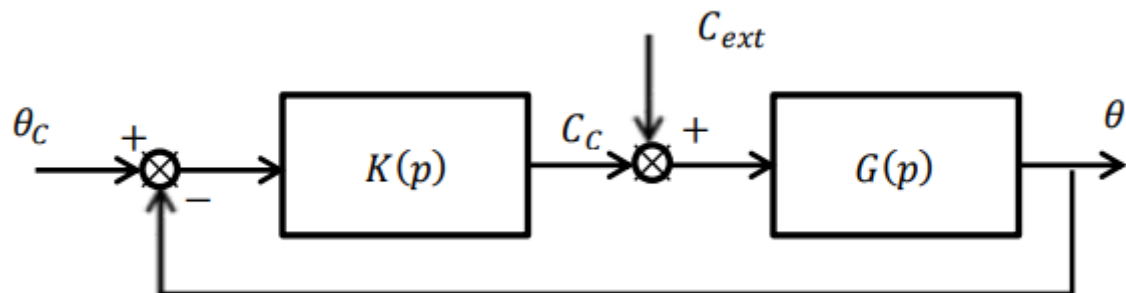 C_ext
θ_C + C_C + θ
K(p) G(p)
−